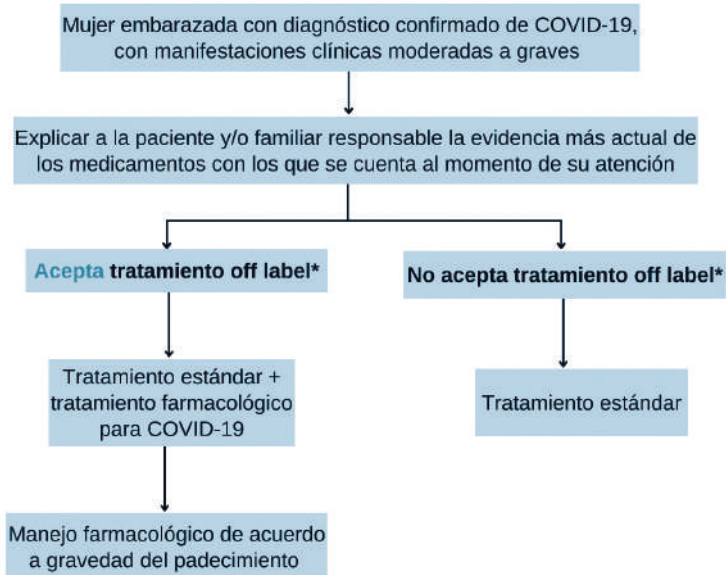 Mujer embarazada con diagnóstico confirmado de COVID-19,
con manifestaciones clínicas moderadas a graves
Explicar a la paciente y/o familiar responsable la evidencia más actual de
los medicamentos con los que se cuenta al momento de su atención
Acepta tratamiento off label*
No acepta tratamiento off label*
Tratamiento estándar +
tratamiento farmacológico
para COVID-19
Tratamiento estándar
Manejo farmacológico de acuerdo
a gravedad del padecimiento